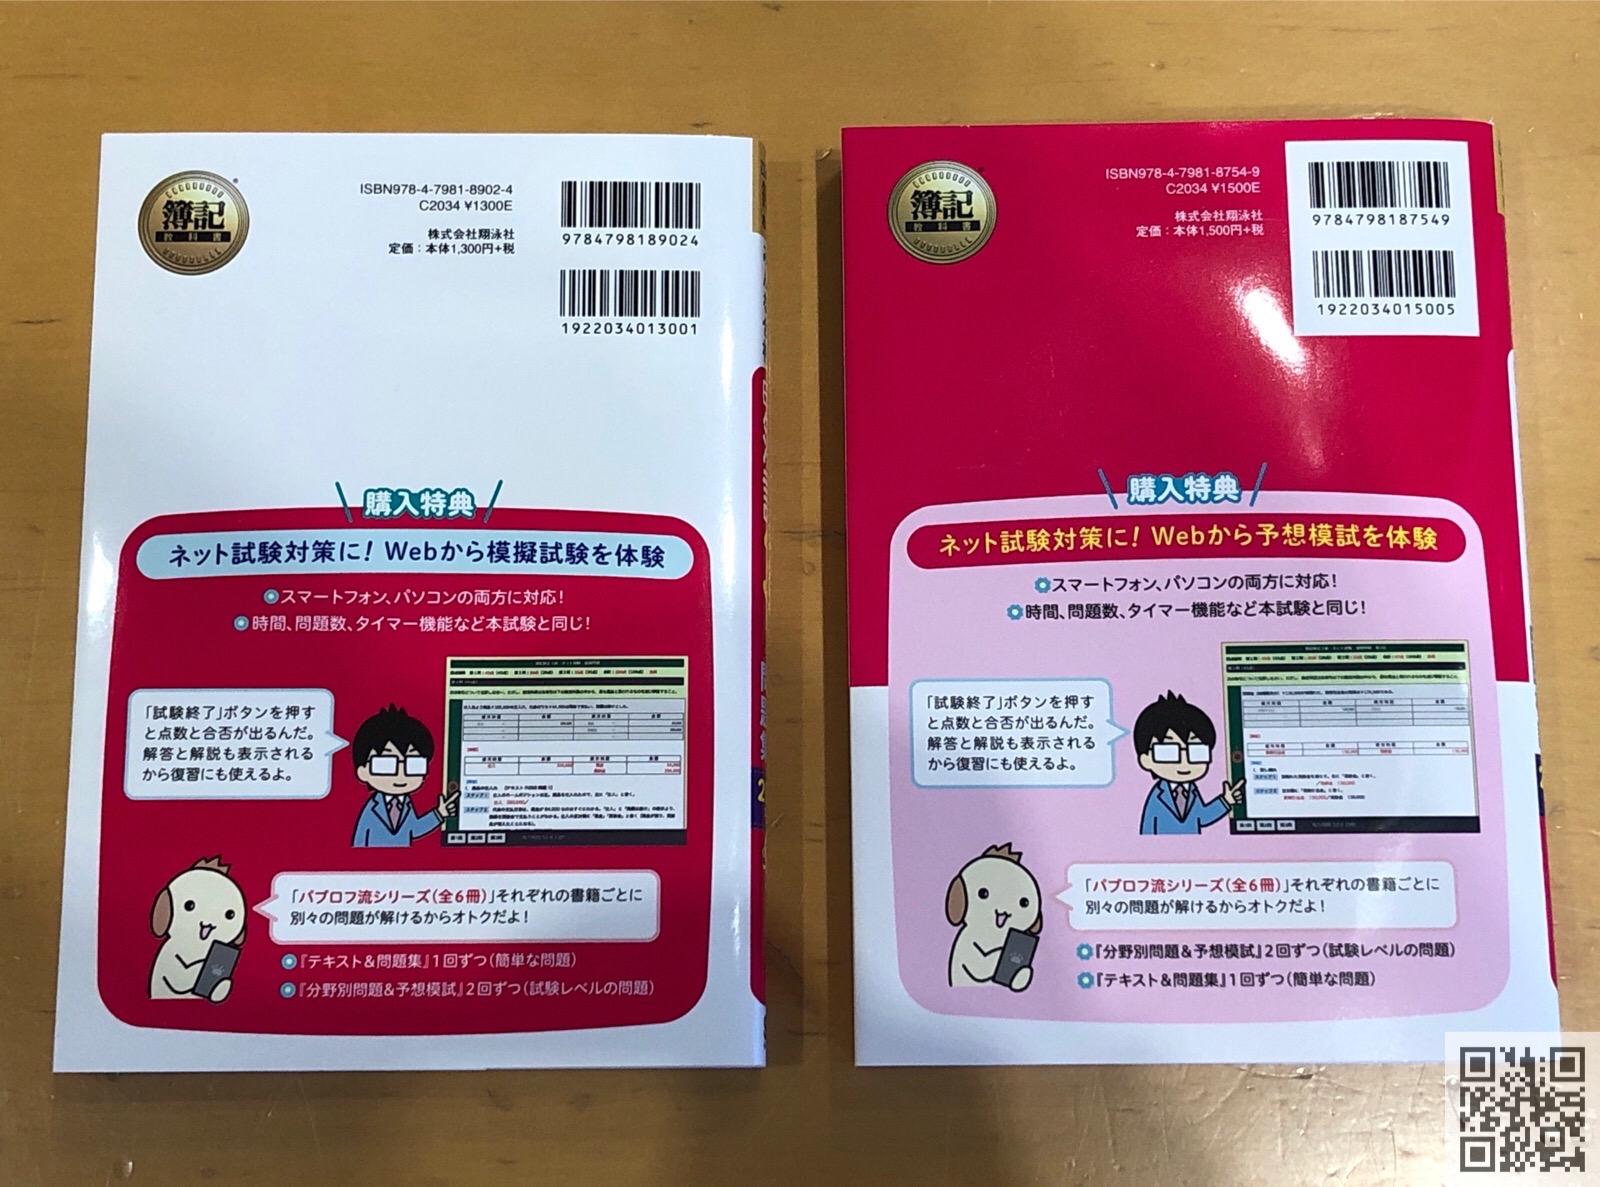 簿記
教科書
ISBN978-4-7981-8902-4
C2034 ¥1300E
株式会社翔泳社
定価：本体1,300円+税
9784798189024
1922034013001
購入特典
ネット試験対策に！Webから模擬試験を体験
スマートフォン、パソコンの両方に対応！
時間、問題数、タイマー機能など本試験と同じ！
「試験終了」ボタンを押す
と点数と合否が出るんだ。
解答と解説も表示される
から復習にも使えるよ。
「パブロフ流シリーズ（全6冊）」それぞれの書籍ごとに
別々の問題が解けるからオトクだよ！
『テキスト＆問題集』1回ずつ（簡単な問題）
『分野別問題＆予想模試』2回ずつ（試験レベルの問題）
簿記
教科書
ISBN978-4-7981-8754-9
C2034 ¥1500E
株式会社翔泳社
定価：本体1,500円+税
9784798187549
1922034015005
購入特典
ネット試験対策に！Webから予想模試を体験
スマートフォン、パソコンの両方に対応！
時間、問題数、タイマー機能など本試験と同じ！
「試験終了」ボタンを押す
と点数と合否が出るんだ。
解答と解説も表示される
から復習にも使えるよ。
「パブロフ流シリーズ（全6冊）」それぞれの書籍ごとに
別々の問題が解けるからオトクだよ！
『分野別問題＆予想模試』2回ずつ（試験レベルの問題）
『テキスト＆問題集』1回ずつ（簡単な問題）